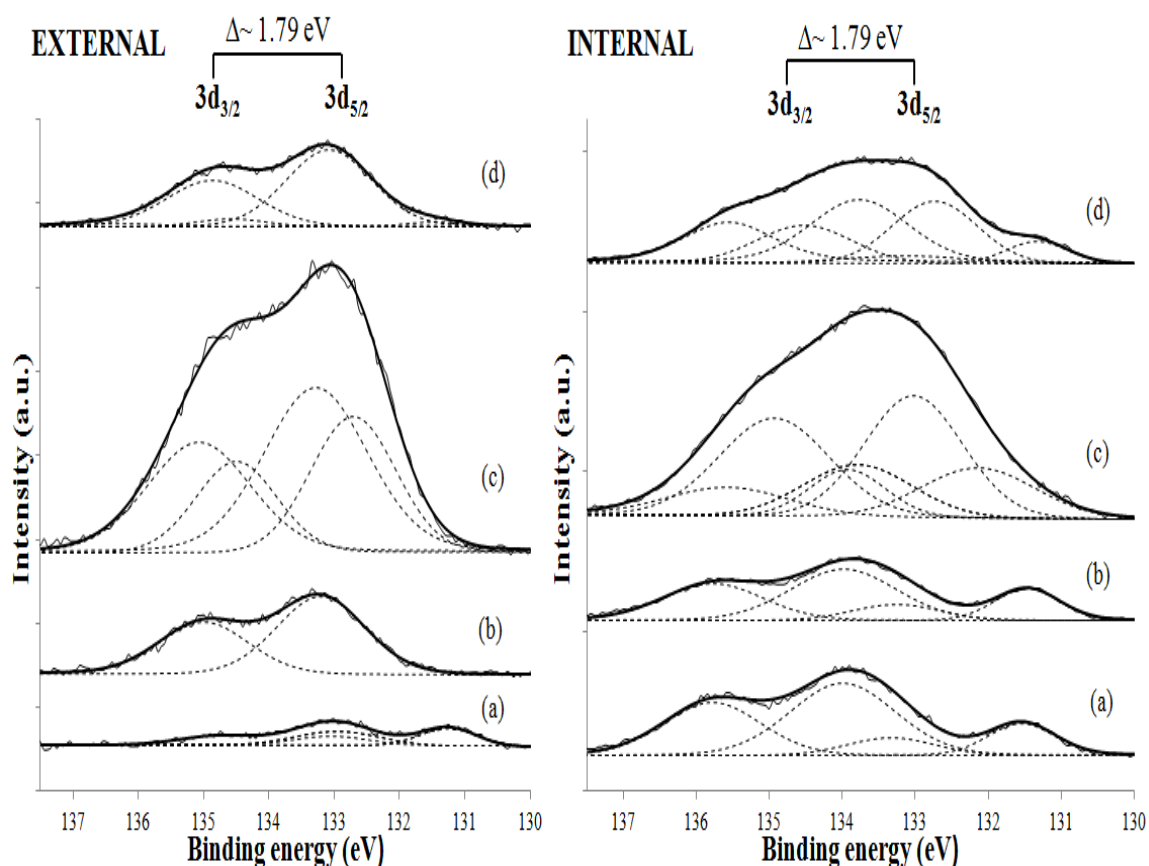 EXTERNAL
Δ~ 1.79 eV
3d3/2 3d5/2
(d)
(c)
(b)
(a)
Intensity (a.u.)
137 136 135 134 133 132 131 130
Binding energy (eV)
INTERNAL
Δ~ 1.79 eV
3d3/2 3d5/2
(d)
(c)
(b)
(a)
Intensity (a.u.)
137 136 135 134 133 132 131 130
Binding energy (eV)